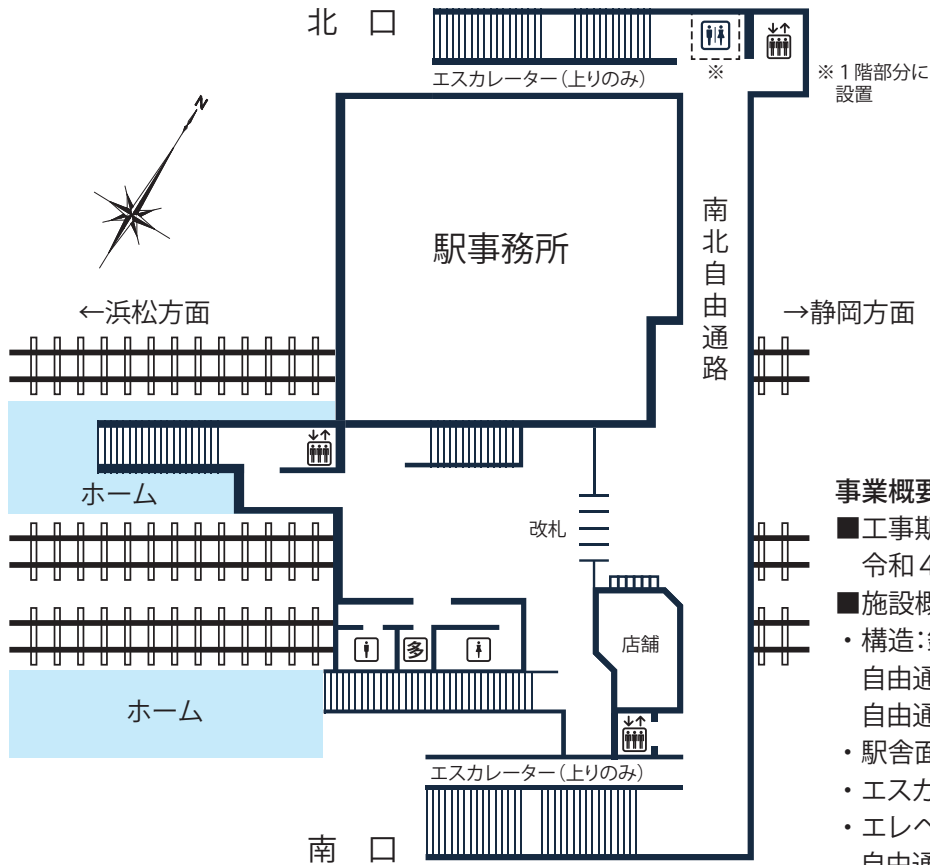 北 口
エスカレーター（上りのみ）
※
※１階部分に
設置
N
駅事務所
南北自由通路
←浜松方面
→静岡方面
ホーム
改札
事業概要
■工事期
令和４
■施設概
・構造：
自由通
自由通
・駅舎面
・エスカ
・エレベ
自由通
店舗
多
ホーム
エスカレーター（上りのみ）
南 口